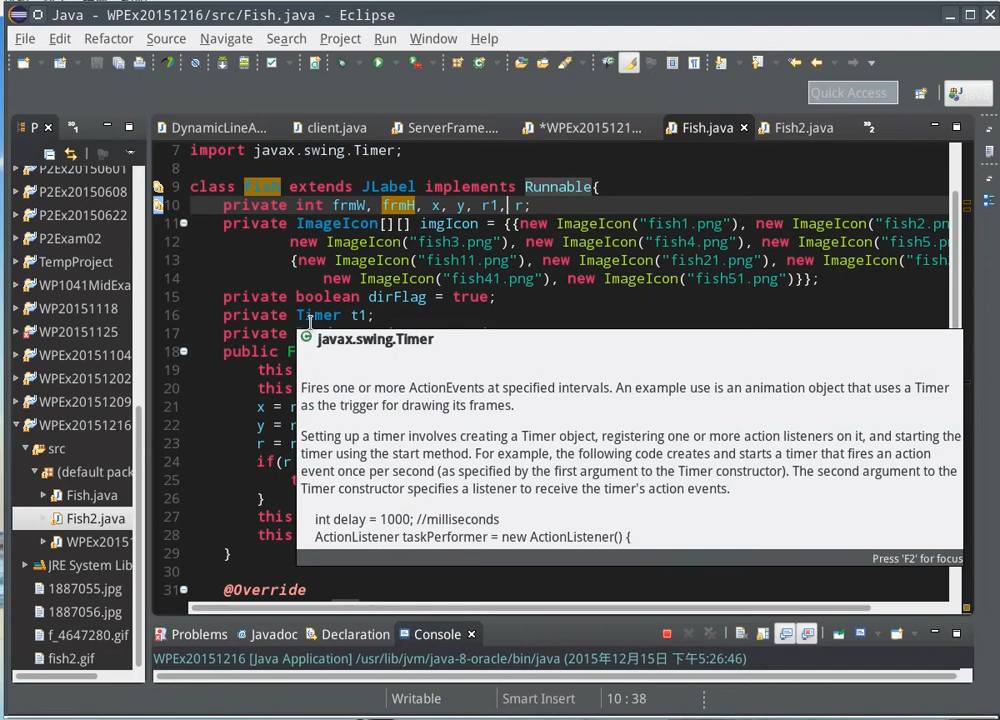 Java - WPEx20151216/src/Fish.java - Eclipse
File Edit Refactor Source Navigate Search Project Run Window Help
Quick Access
P
DynamicLineA...
client.java
ServerFrame....
*WPEx2015121...
Fish.java
Fish2.java
P2Ex20150601
P2Ex20150608
P2Ex20150622
P2Exam02
TempProject
WP1041MidExa
WP20151125
WPEx20151104
WPEx20151202
WPEx20151209
WPEx20151216
src
(default pack
Fish.java
Fish2.java
WPEx20151
JRE System Lib
1887055.jpg
1887056.jpg
f_4647280.gif
fish2.gif
7 import javax.swing.Timer;
8
9 class Fish extends JLabel implements Runnable{
10 private int frmW, frmH, x, y, r1, r;
11 private ImageIcon[][] imgIcon = {{new ImageIcon("fish1.png"), new ImageIcon("fish2.pn
12 new ImageIcon("fish3.png"), new ImageIcon("fish4.png"), new ImageIcon("fish5.p
13 {new ImageIcon("fish11.png"), new ImageIcon("fish21.png"), new ImageIcon("fish
14 new ImageIcon("fish41.png"), new ImageIcon("fish51.png")}};
15 private boolean dirFlag = true;
16 private Timer t1;
17 private
18 public F
19 this
20 this
21 x = r
22 y = r
23 r = r
24 if(r
25
26 }
27 this
28 this
29 }
30
31 @Override
javax.swing.Timer
Fires one or more ActionEvents at specified intervals. An example use is an animation object that uses a Timer
as the trigger for drawing its frames.
Setting up a timer involves creating a Timer object, registering one or more action listeners on it, and starting the
timer using the start method. For example, the following code creates and starts a timer that fires an action
event once per second (as specified by the first argument to the Timer constructor). The second argument to the
Timer constructor specifies a listener to receive the timer's action events.
int delay = 1000; //milliseconds
ActionListener taskPerformer = new ActionListener() {
Press 'F2' for focus
Problems @ Javadoc Declaration Console
WPEx20151216 [Java Application] /usr/lib/jvm/java-8-oracle/bin/java (2015年12月15日 下午5:26:46)
Writable Smart Insert 10 : 38